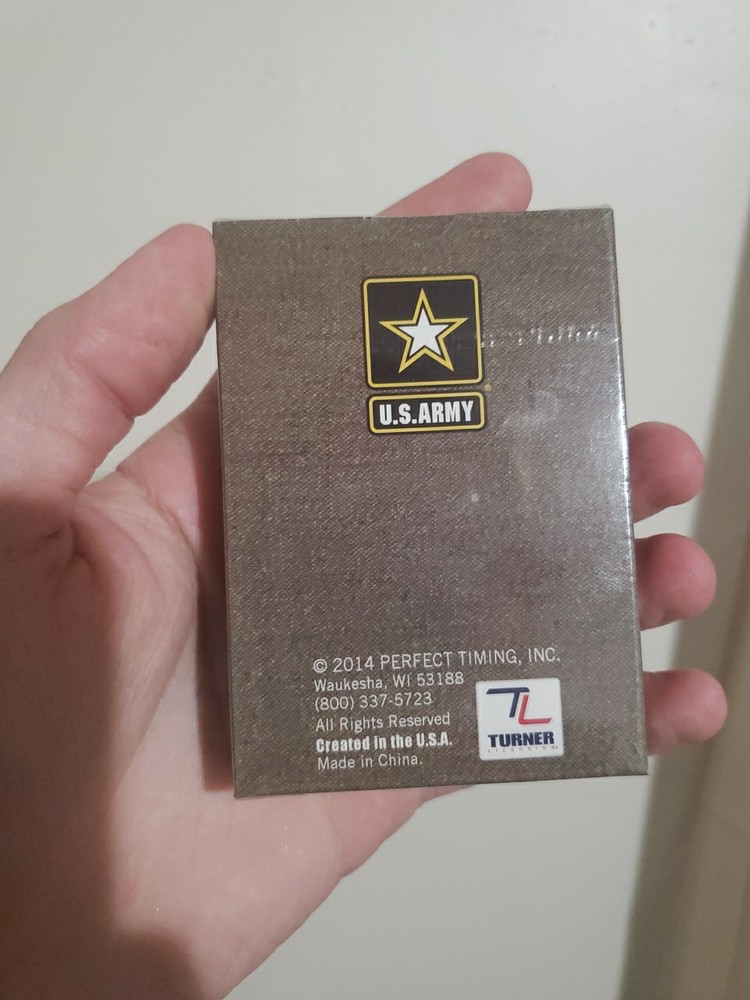 U.S.ARMY
© 2014 PERFECT TIMING, INC.
Waukesha, WI 53188
(800) 337-5723
All Rights Reserved
Created in the U.S.A.
Made in China.
TL
TURNER
LICENSING